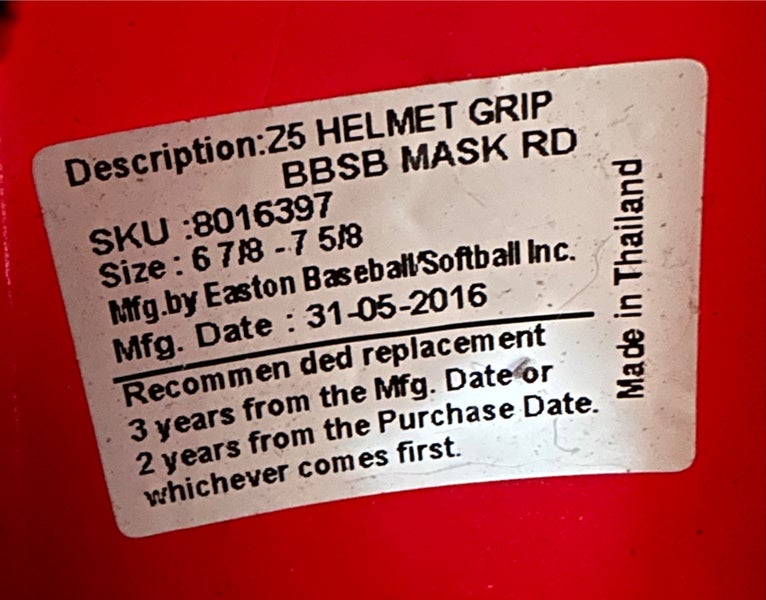 Description:Z5 HELMET GRIP
BBSB MASK RD
SKU :8016397
Size : 6 7/8 - 7 5/8
Mfg.by Easton Baseball/Softball Inc.
Mfg. Date : 31-05-2016
Recommen ded replacement
3 years from the Mfg. Date or
2 years from the Purchase Date.
whichever comes first.
Made in Thailand